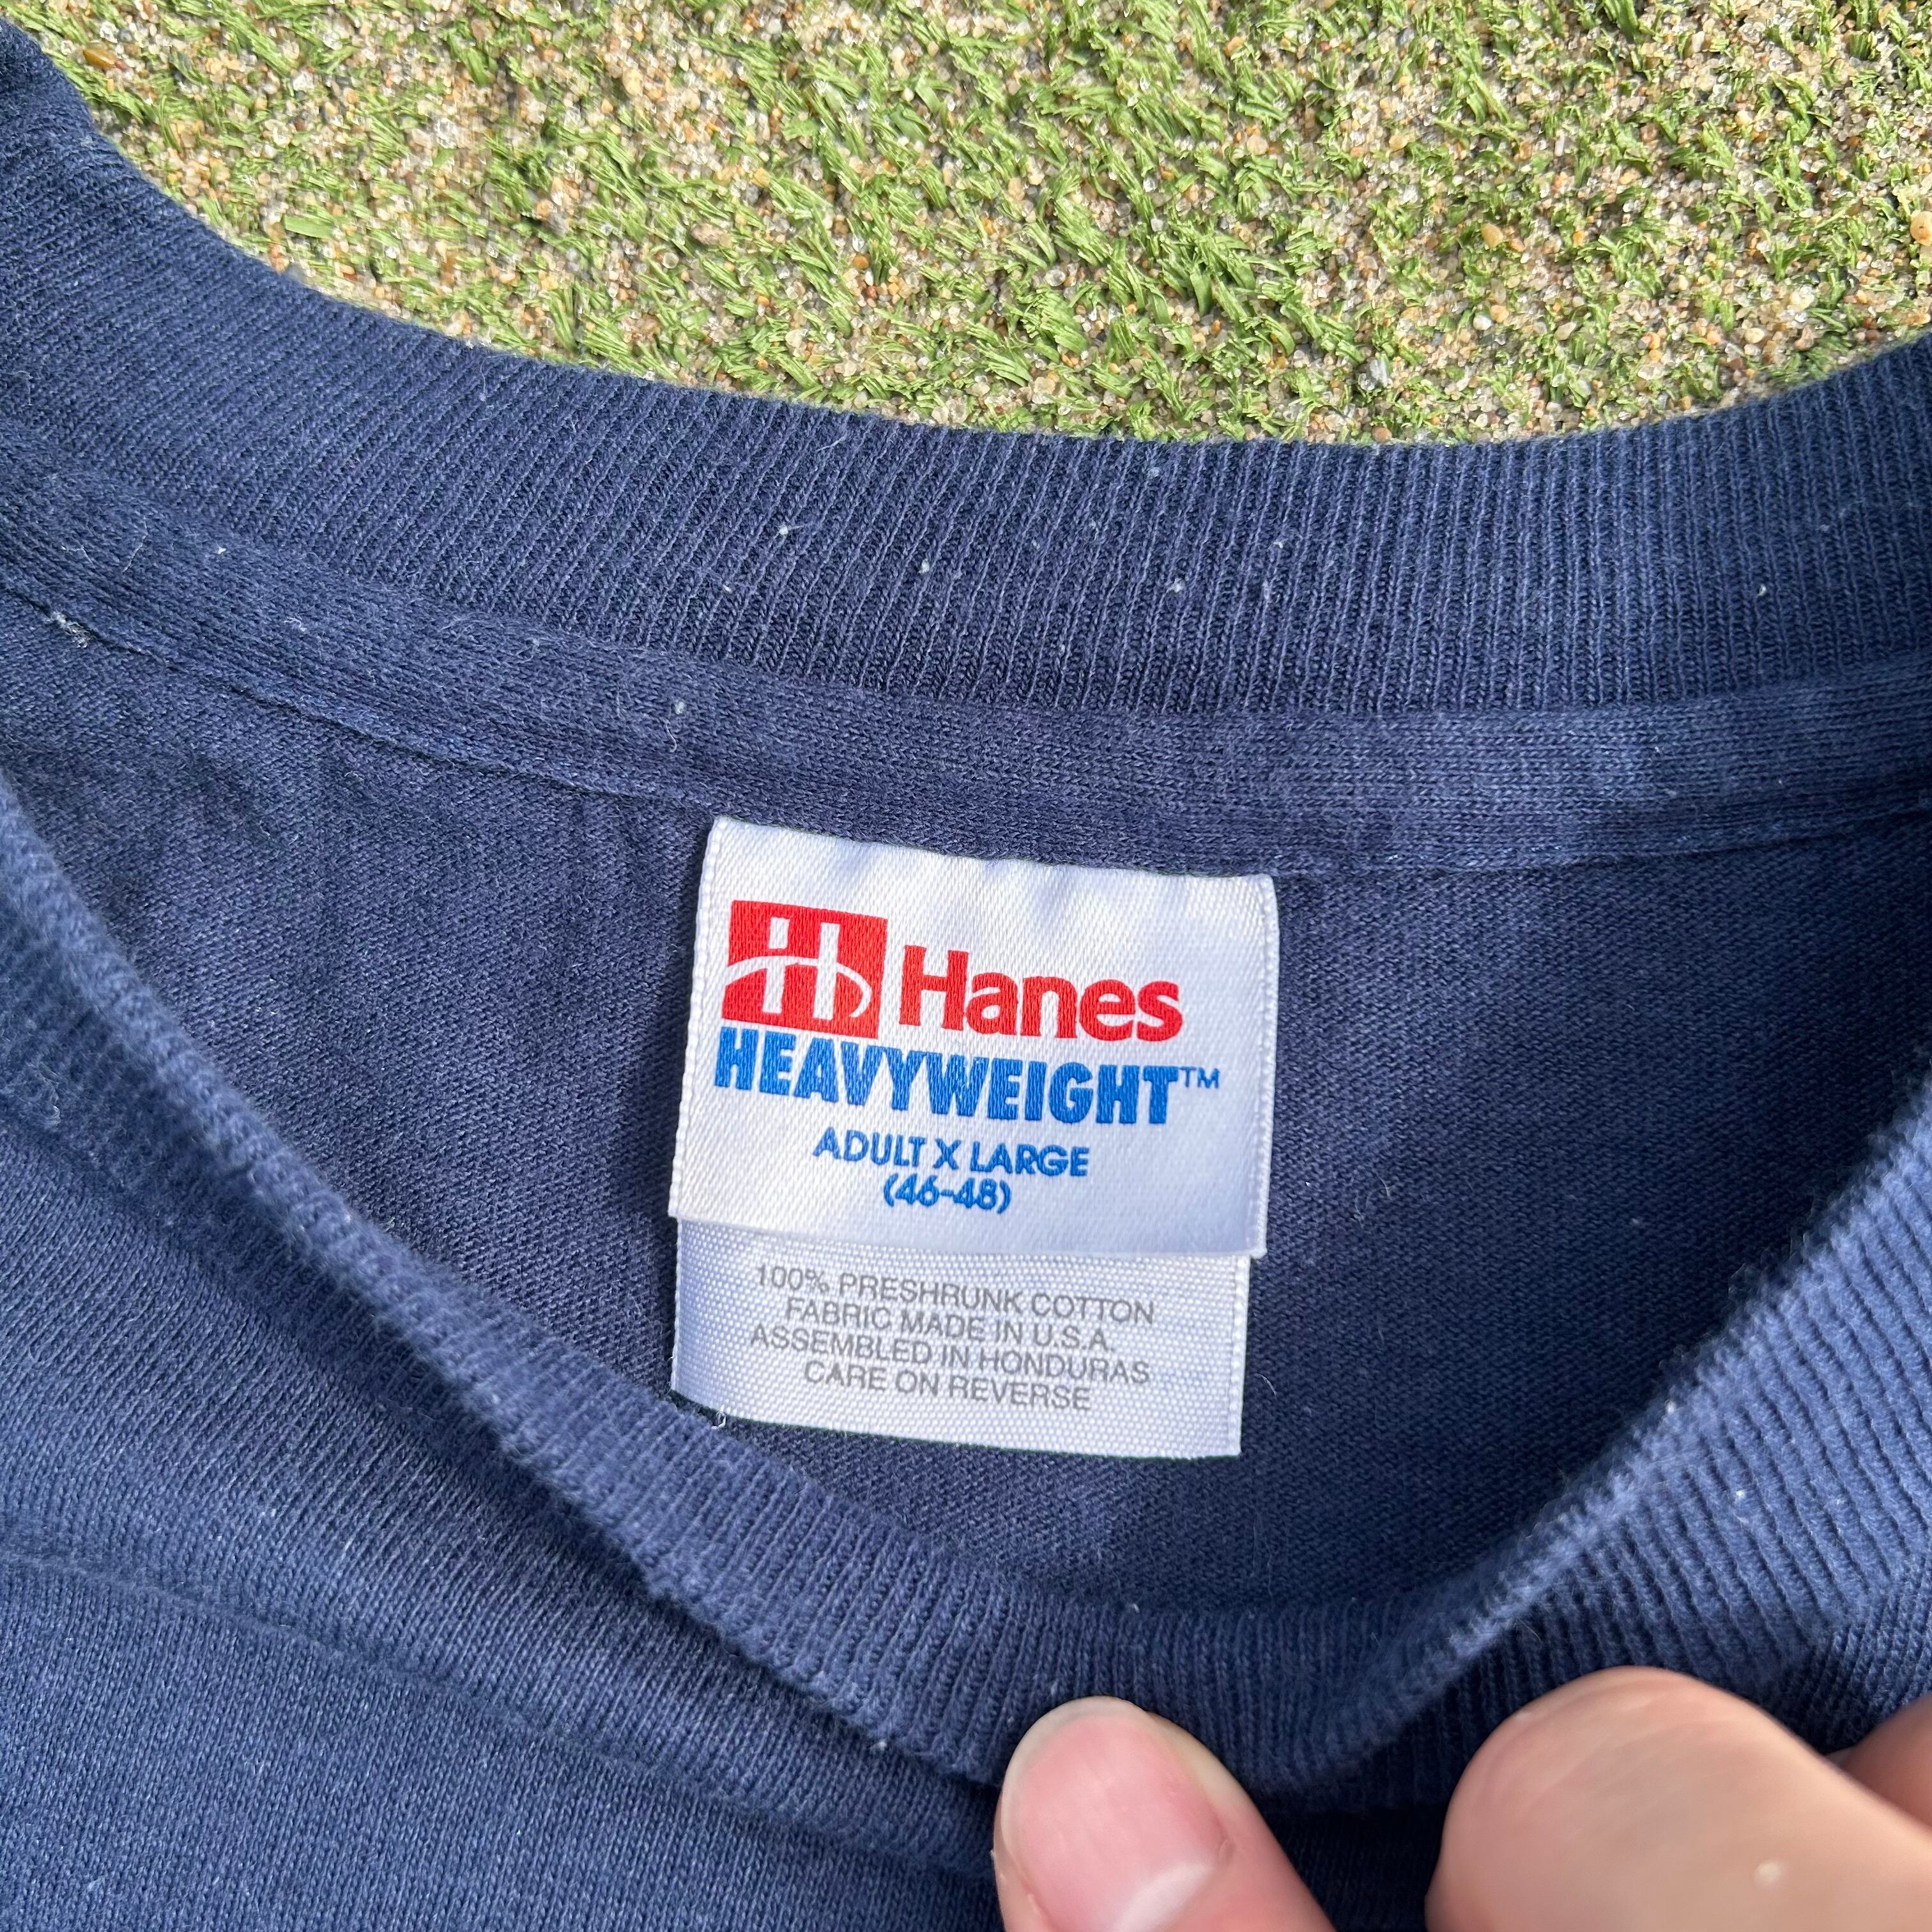 Hanes
HEAVYWEIGHT™
ADULT X LARGE
(46-48)
100% PRESHRUNK COTTON
FABRIC MADE IN U.S.A.
ASSEMBLED IN HONDURAS
CARE ON REVERSE